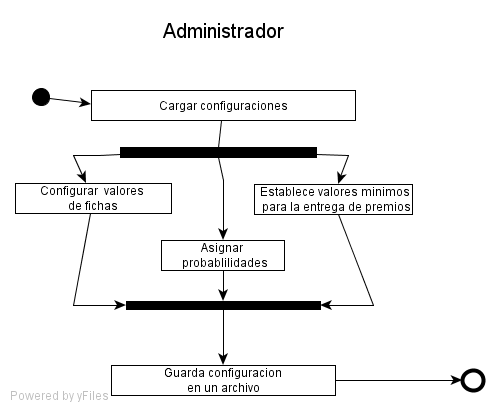 Administrador
Cargar configuraciones
Configurar valores
de fichas
Establece valores minimos
para la entrega de premios
Asignar
probablilidades
Guarda configuracion
en un archivo
Powered by yFiles